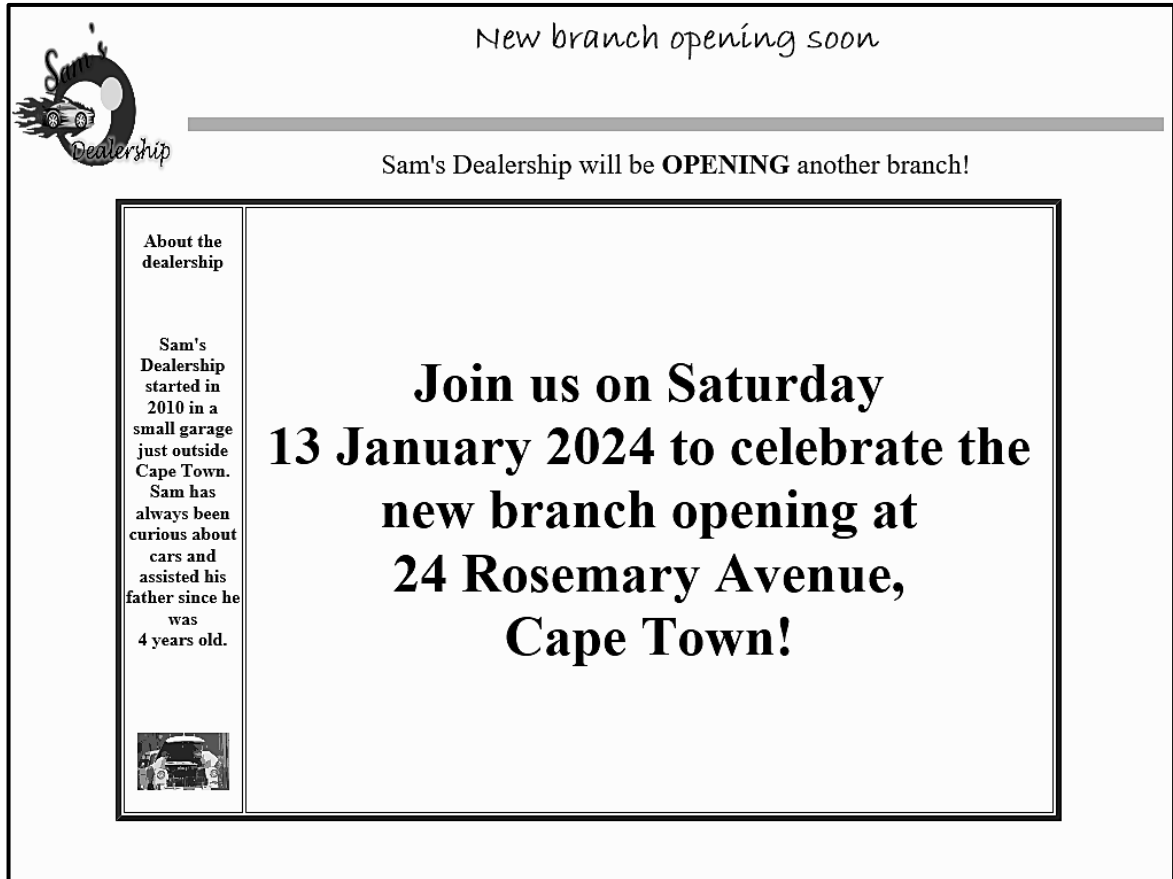 Sam's
Dealership
New branch opening soon
Sam's Dealership will be OPENING another branch!
About the
dealership
Sam's
Dealership
started in
2010 in a
small garage
just outside
Cape Town.
Sam has
always been
curious about
cars and
assisted his
father since he
was
4 years old.
Join us on Saturday
13 January 2024 to celebrate the
new branch opening at
24 Rosemary Avenue,
Cape Town!